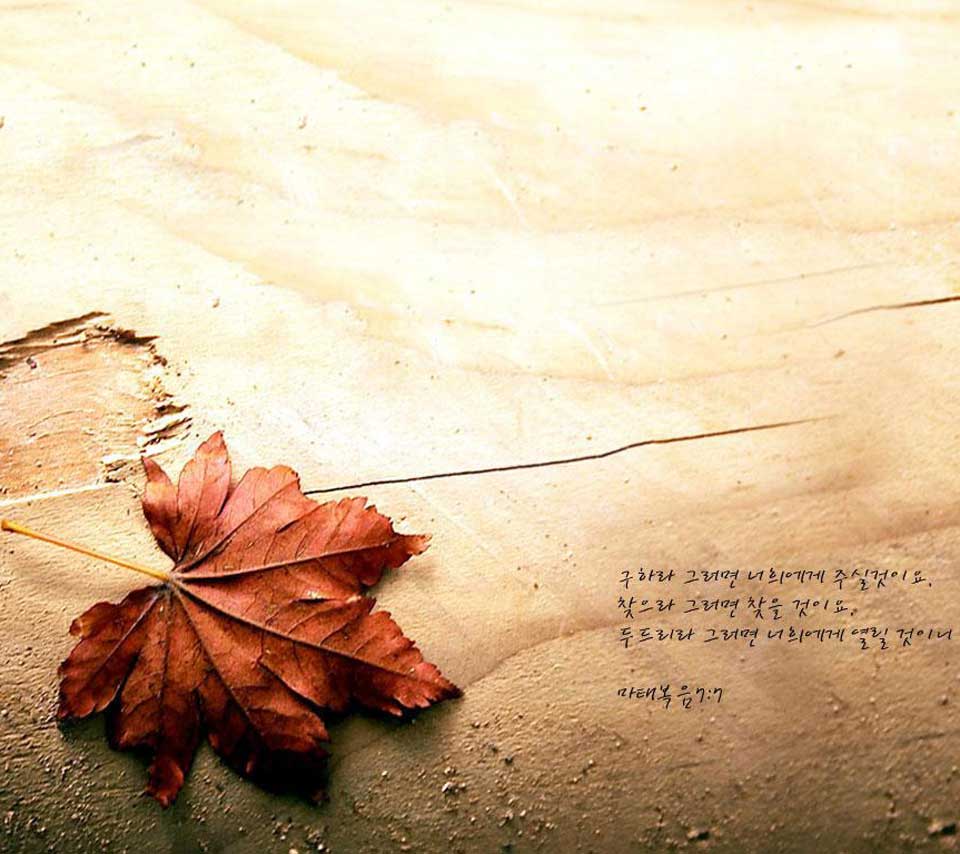 구하라 그러면 너희에게 주실것이요,
찾으라 그러면 찾을 것이요,
두드리라 그러면 너희에게 열릴 것이니
마태복음7:7